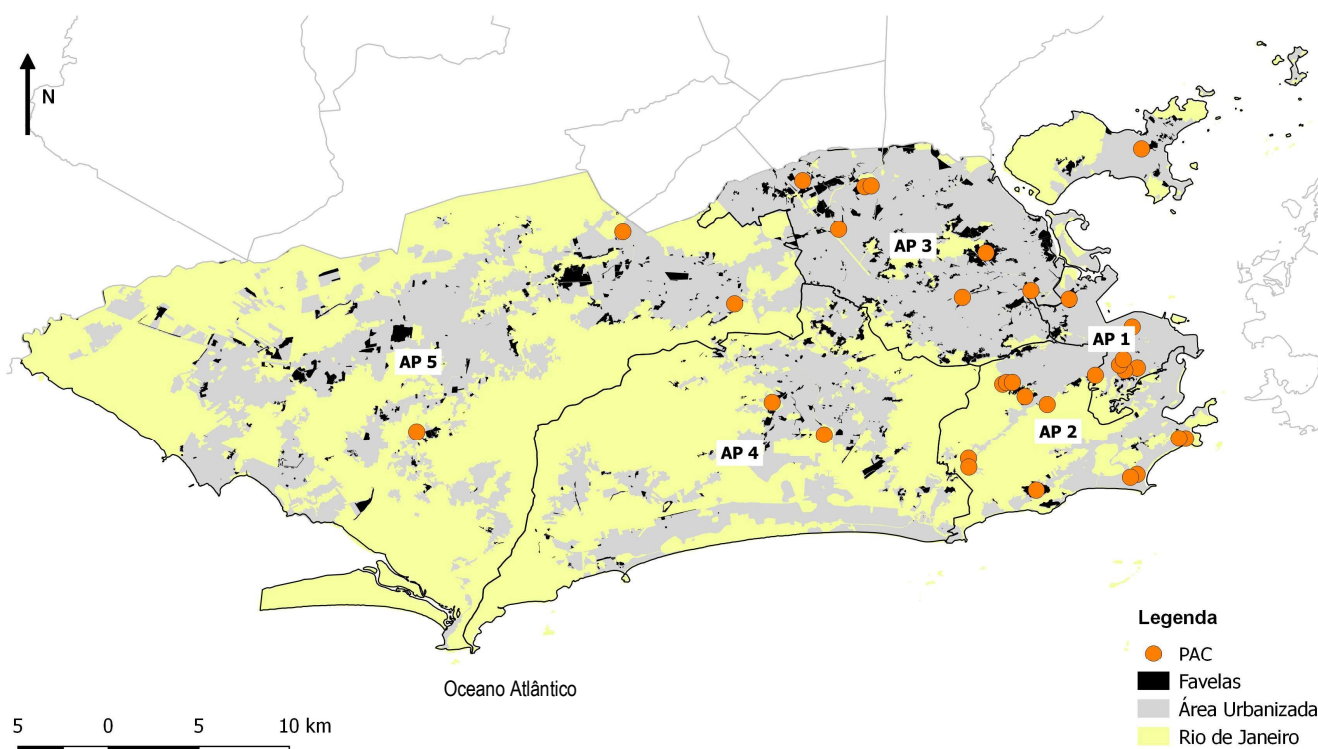 N
AP 3
AP 1
AP 5
AP 2
AP 4
Legenda
PAC
Favelas
Área Urbanizada
Rio de Janeiro
Oceano Atlântico
5 0 5 10 km